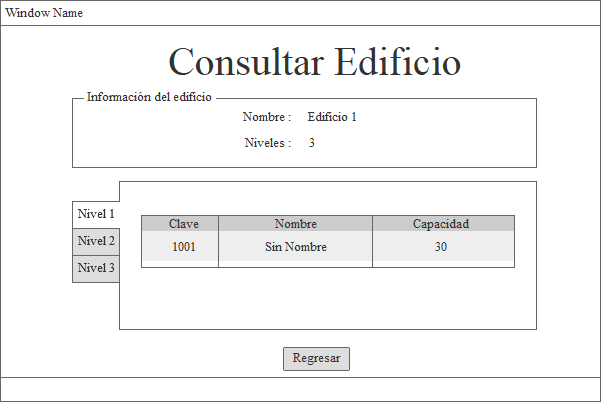 Window Name
Consultar Edificio
Información del edificio
Nombre : Edificio 1
Niveles : 3
Nivel 1
Nivel 2
Nivel 3
Clave Nombre Capacidad
1001 Sin Nombre 30
Regresar